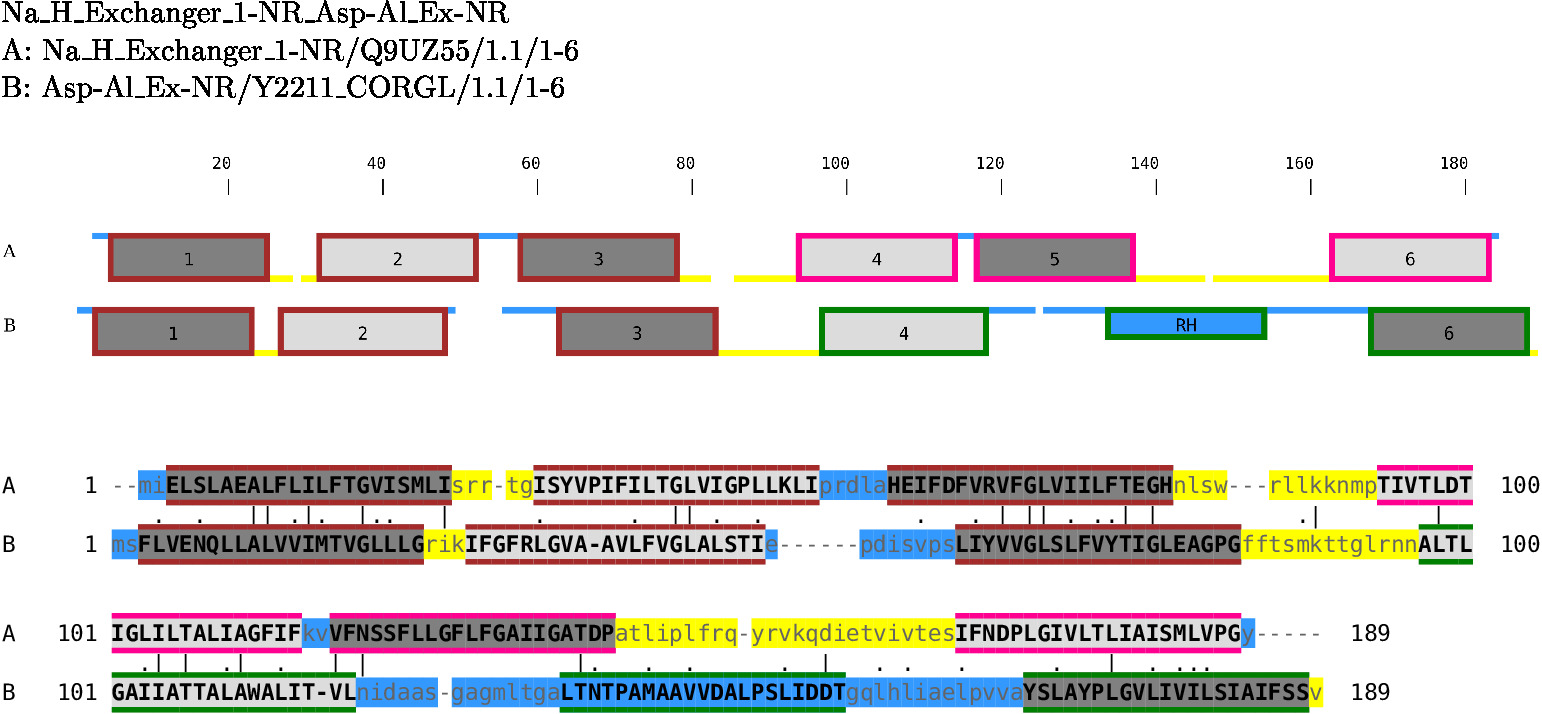 Na_H_Exchanger_1-NR_Asp-Al_Ex-NR
A: Na_H_Exchanger_1-NR/Q9UZ55/1.1/1-6
B: Asp-Al_Ex-NR/Y2211_CORGL/1.1/1-6
20 40 60 80 100 120 140 160 180
A 1 2 3 4 5 6
B 1 2 3 4 RH 6
A 1 --miELSLAEALFLILFTGVISMLIsrr-tgISYVPIFILTGLVIGPLLKLIprdlaHEIFDFVRVFGLVIILFTEGHnlsw---rllkknmpTIVTLDT 100
B 1 msFLVENQLLALVVIMTVGLLLGrikIFGFRLGVA-AVLFVGLALSTIe------pdisvpsLIYVVGLSLFVYTIGLEAGPGfftsmkttglrnnALTL 100
A 101 IGLILTALIAGFIFkvVFNSSFLLGFLFGAIIGATDPatliplfrq-yrvkqdietvivtesIFNDPLGIVLTLIAISMLVPGy----- 189
B 101 GAIIATTALAWALIT-VLnidaas-gagmltgaLTNTPAMAAVVDALPSLIDDTgqlhliaelpvvaYSLAYPLGVLIVILSIAIFSSv 189